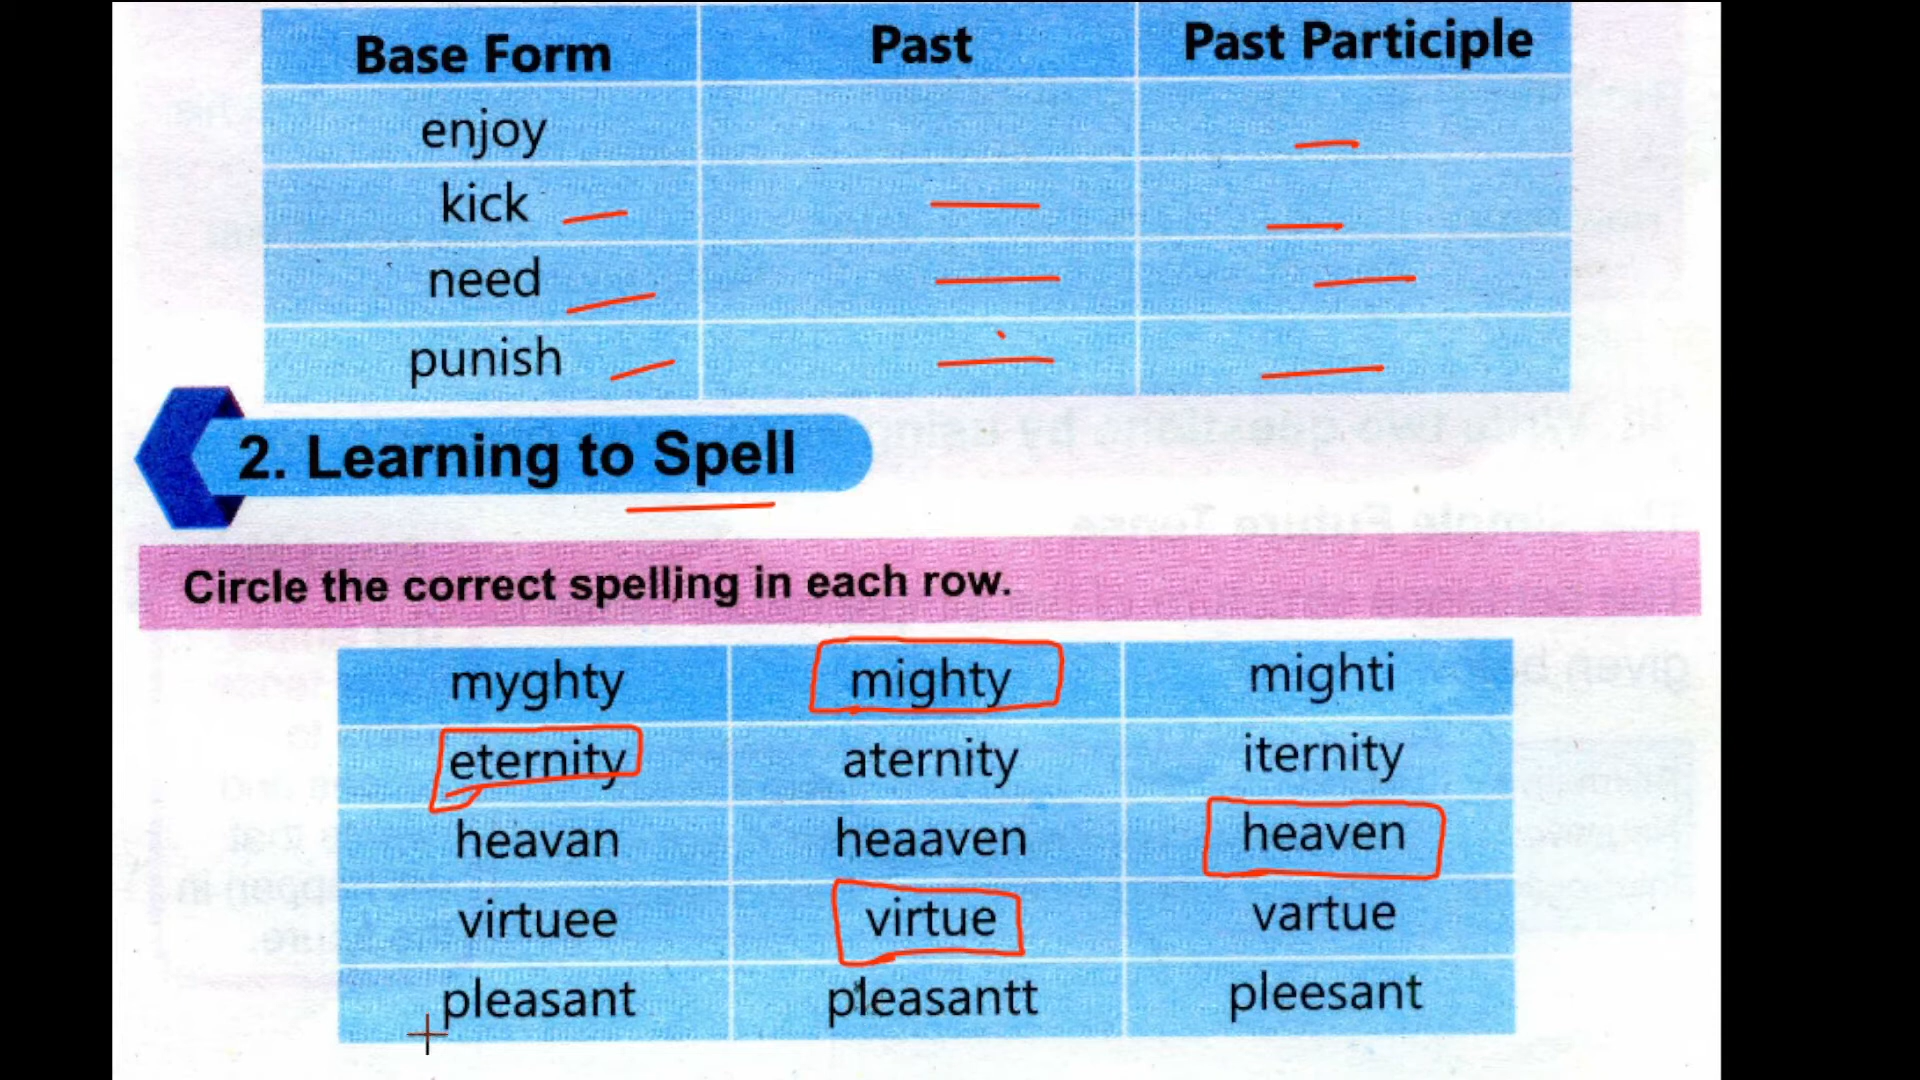 Base Form Past Past Participle
enjoy
kick
need
punish
2. Learning to Spell
Circle the correct spelling in each row.
myghty mighty mighti
eternity aternity iternity
heavan heaaven heaven
virtuee virtue vartue
pleasant pleasantt pleesant